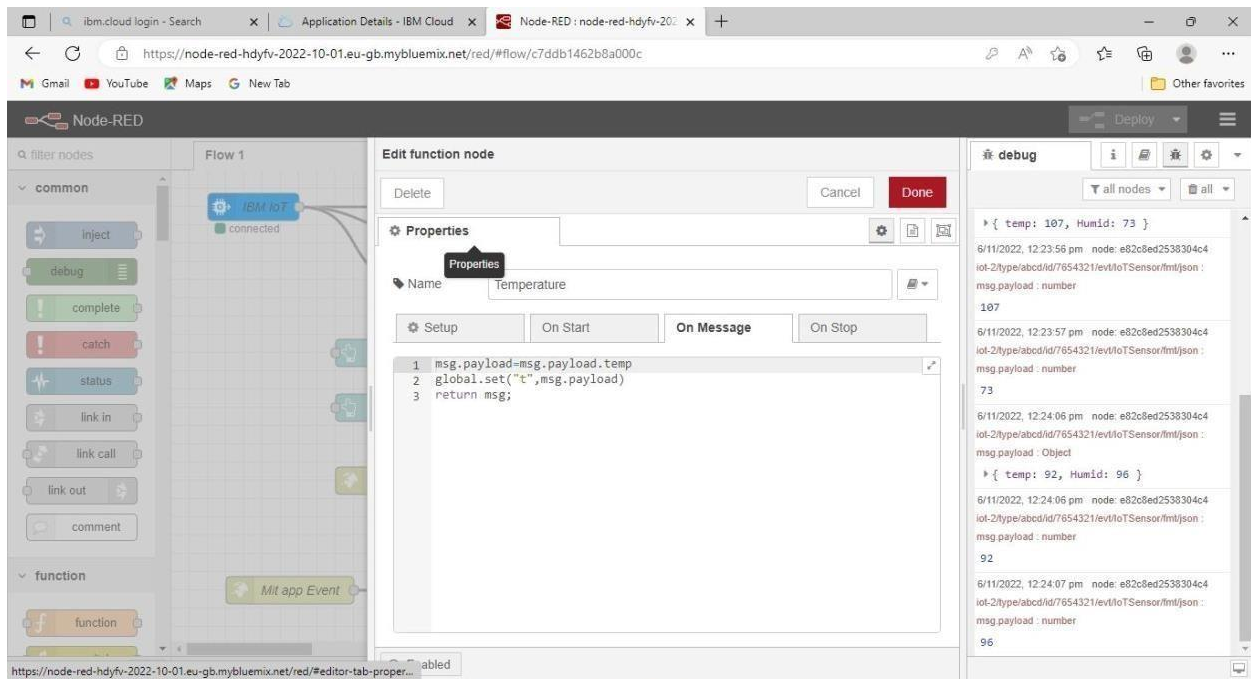 ibm.cloud login - Search
Application Details - IBM Cloud
Node-RED : node-red-hdyfv-202
https://node-red-hdyfv-2022-10-01.eu-gb.mybluemix.net/red/#flow/c7ddb1462b8a000c
Gmail YouTube Maps G New Tab Other favorites
Node-RED Deploy
filter nodes
Flow 1
common
inject
debug
complete
catch
status
link in
link call
link out
comment
function
function
IBM IoT
connected
Mit app Event
Edit function node
Delete Cancel Done
Properties
Properties
Name Temperature
Setup On Start On Message On Stop
1 msg.payload=msg.payload.temp
2 global.set("t",msg.payload)
3 return msg;
Enabled
debug i
all nodes all
{ temp: 107, Humid: 73 }
6/11/2022, 12:23:56 pm node: e82c8ed2538304c4
iot-2/type/abcd/id/7654321/evt/IoTSensor/fmt/json :
msg.payload : number
107
6/11/2022, 12:23:57 pm node: e82c8ed2538304c4
iot-2/type/abcd/id/7654321/evt/IoTSensor/fmt/json :
msg.payload : number
73
6/11/2022, 12:24:06 pm node: e82c8ed2538304c4
iot-2/type/abcd/id/7654321/evt/IoTSensor/fmt/json :
msg.payload : Object
{ temp: 92, Humid: 96 }
6/11/2022, 12:24:06 pm node: e82c8ed2538304c4
iot-2/type/abcd/id/7654321/evt/IoTSensor/fmt/json :
msg.payload : number
92
6/11/2022, 12:24:07 pm node: e82c8ed2538304c4
iot-2/type/abcd/id/7654321/evt/IoTSensor/fmt/json :
msg.payload : number
96
https://node-red-hdyfv-2022-10-01.eu-gb.mybluemix.net/red/#editor-tab-proper...